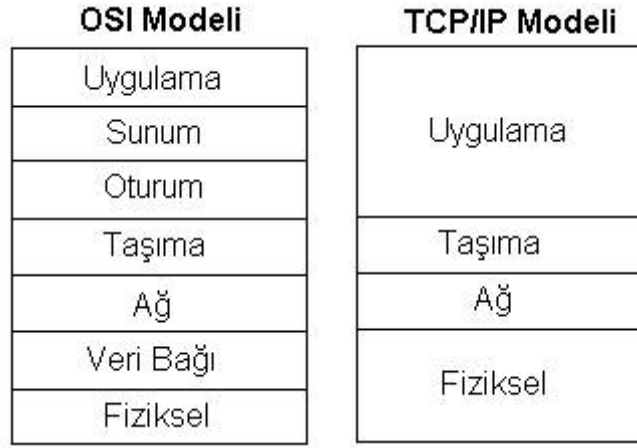 OSI Modeli
Uygulama
Sunum
Oturum
Taşıma
Ağ
Veri Bağı
Fiziksel
TCP/IP Modeli
Uygulama
Taşıma
Ağ
Fiziksel